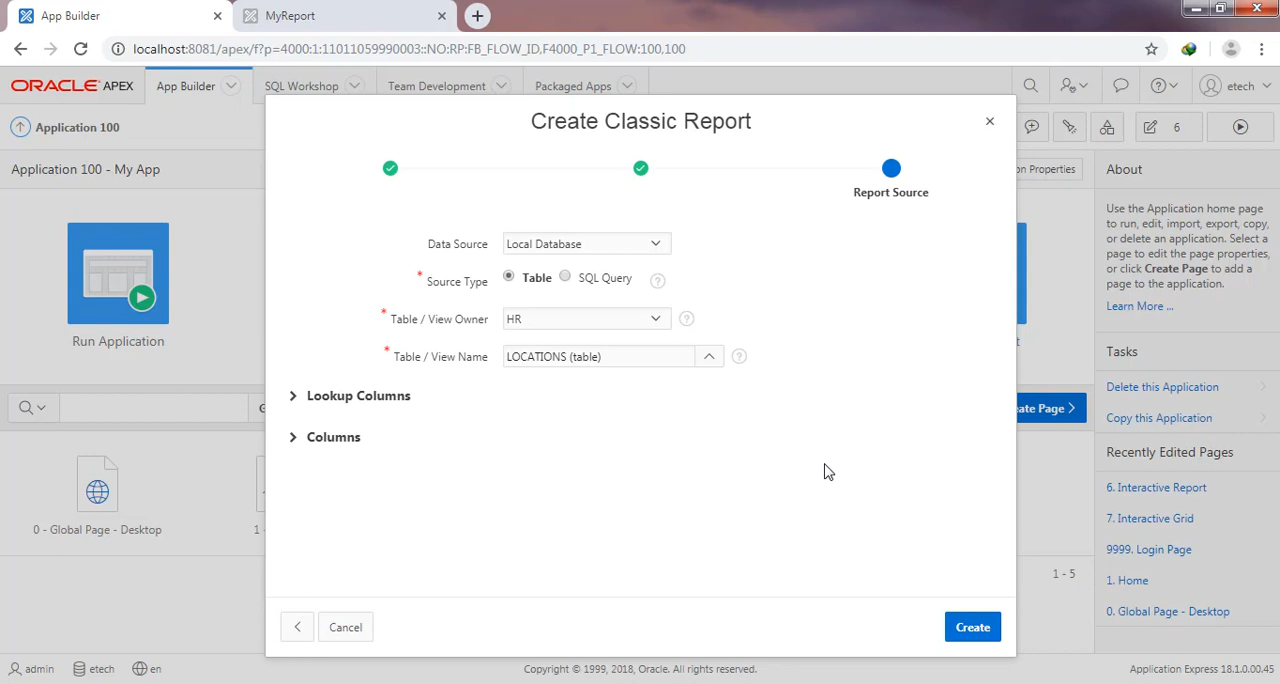 App Builder
MyReport
localhost:8081/apex/f?p=4000:1:11011059990003::NO:RP:FB_FLOW_ID,F4000_P1_FLOW:100,100
ORACLE APEX
App Builder
SQL Workshop
Team Development
Packaged Apps
etech
Application 100
6
Application 100 - My App
on Properties
Run Application
Create Classic Report
Report Source
Data Source
Local Database
* Source Type
Table
SQL Query
* Table / View Owner
HR
* Table / View Name
LOCATIONS (table)
Lookup Columns
Columns
Cancel
Create
ate Page
0 - Global Page - Desktop
1 -
1 - 5
About
Use the Application home page
to run, edit, import, export, copy,
or delete an application. Select a
page to edit the page properties,
or click Create Page to add a
page to the application.
Learn More ...
Tasks
Delete this Application
Copy this Application
Recently Edited Pages
6. Interactive Report
7. Interactive Grid
9999. Login Page
1. Home
0. Global Page - Desktop
admin
etech
en
Copyright © 1999, 2018, Oracle. All rights reserved.
Application Express 18.1.0.00.45